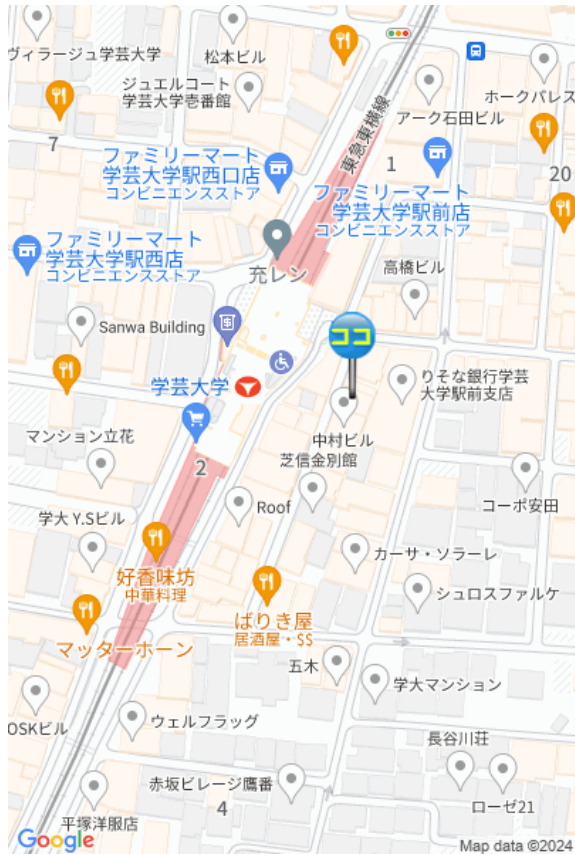 ヴィラージュ学芸大学
松本ビル
ジュエルコート
学芸大学壱番館
ホークパレス
アーク石田ビル
東急東横線
7
1
20
ファミリーマート
学芸大学駅西口店
コンビニエンスストア
ファミリーマート
学芸大学駅前店
コンビニエンスストア
ファミリーマート
学芸大学駅西店
コンビニエンスストア
充レン
高橋ビル
Sanwa Building
ココ
学芸大学
りそな銀行学芸
大学駅前支店
マンション立花
中村ビル
芝信金別館
2
Roof
コーポ安田
学大Y.Sビル
カーサ・ソラーレ
好香味坊
中華料理
シュロスファルケ
ばりき屋
居酒屋・$$
マッターホーン
五木
学大マンション
OSKビル
ウェルフラッグ
長谷川荘
赤坂ビレージ鷹番
4
ローゼ21
平塚洋服店
Google
Map data ©2024